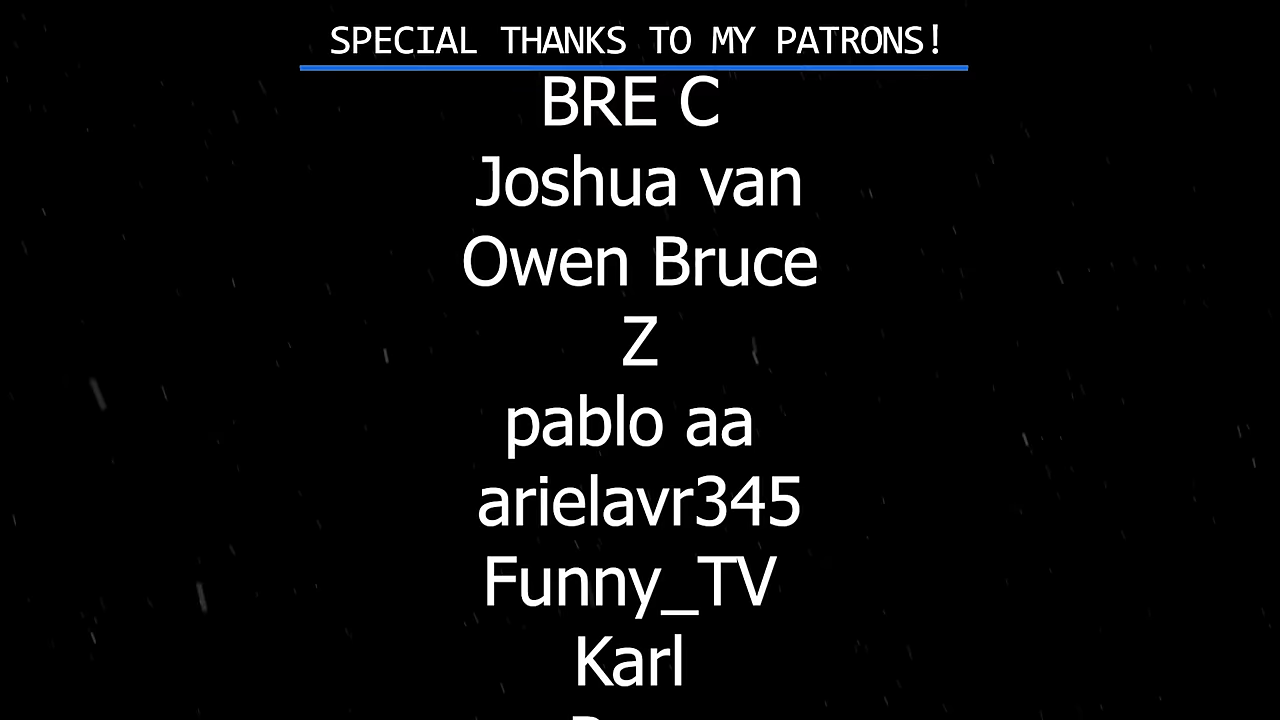 SPECIAL THANKS TO MY PATRONS!
BRE C
Joshua van
Owen Bruce
Z
pablo aa
arielavr345
Funny_TV
Karl